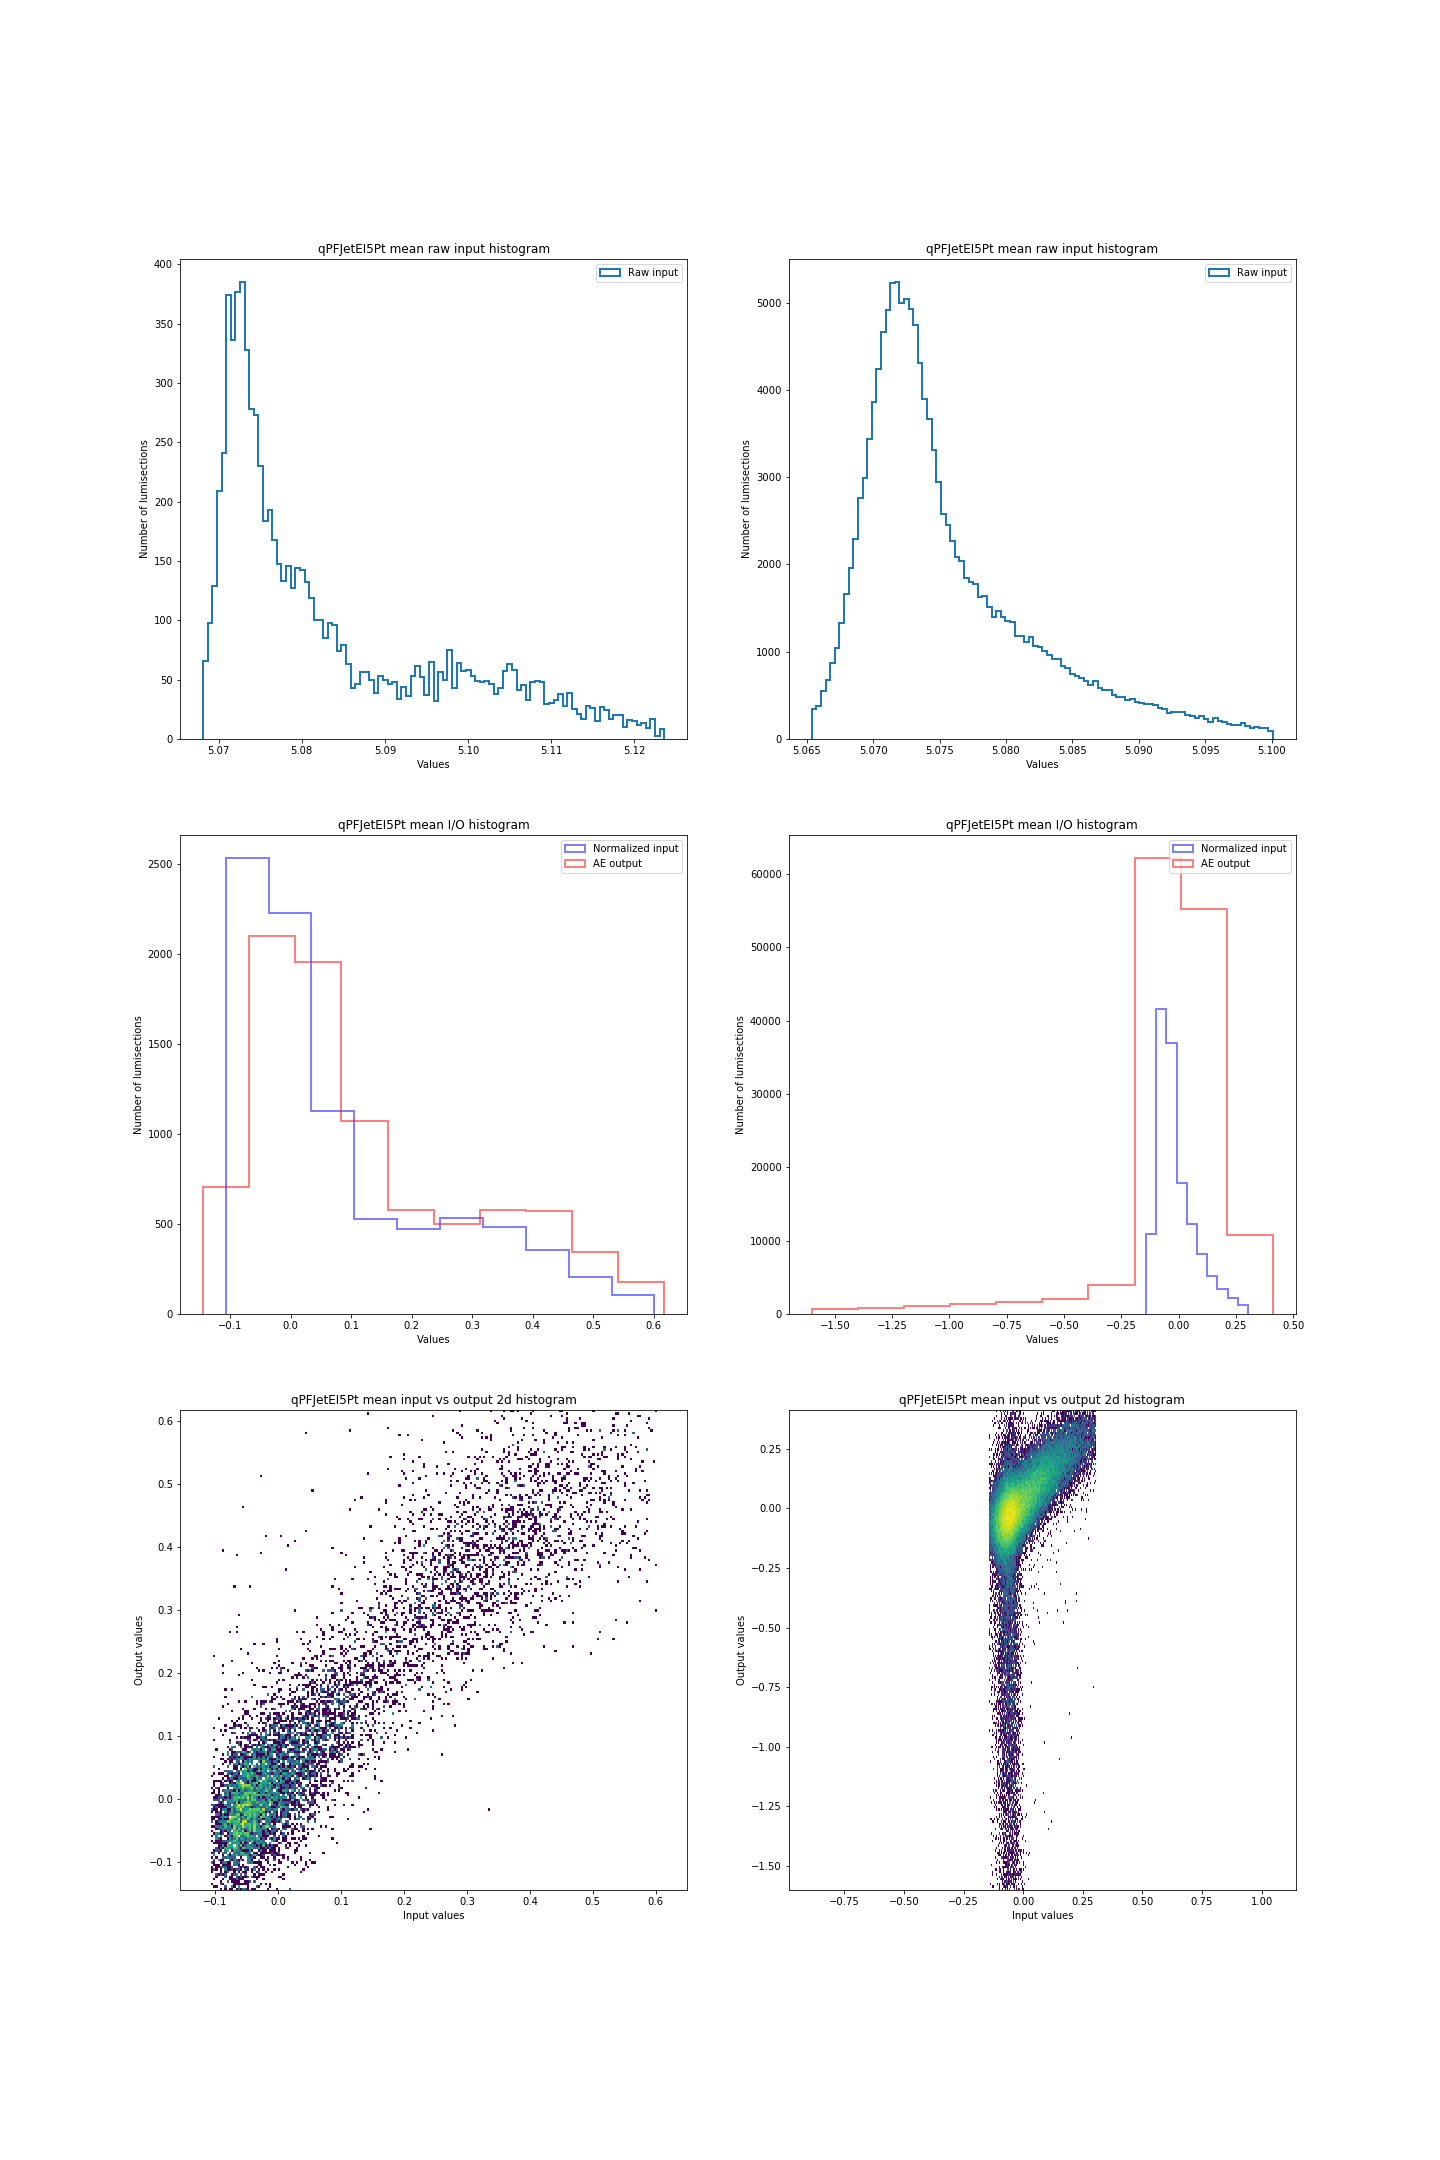 qPFJetEI5Pt mean raw input histogram
400
350
300
250
200
150
100
50
0
Number of lumisections
Raw input
5.07 5.08 5.09 5.10 5.11 5.12
Values
qPFJetEI5Pt mean raw input histogram
5000
4000
3000
2000
1000
0
Number of lumisections
Raw input
5.065 5.070 5.075 5.080 5.085 5.090 5.095 5.100
Values
qPFJetEI5Pt mean I/O histogram
2500
2000
1500
1000
500
0
Number of lumisections
Normalized input
AE output
−0.1 0.0 0.1 0.2 0.3 0.4 0.5 0.6
Values
qPFJetEI5Pt mean I/O histogram
60000
50000
40000
30000
20000
10000
0
Number of lumisections
Normalized input
AE output
−1.50 −1.25 −1.00 −0.75 −0.50 −0.25 0.00 0.25 0.50
Values
qPFJetEI5Pt mean input vs output 2d histogram
0.6
0.5
0.4
0.3
0.2
0.1
0.0
−0.1
Output values
−0.1 0.0 0.1 0.2 0.3 0.4 0.5 0.6
Input values
qPFJetEI5Pt mean input vs output 2d histogram
0.25
0.00
−0.25
−0.50
−0.75
−1.00
−1.25
−1.50
Output values
−0.75 −0.50 −0.25 0.00 0.25 0.50 0.75 1.00
Input values